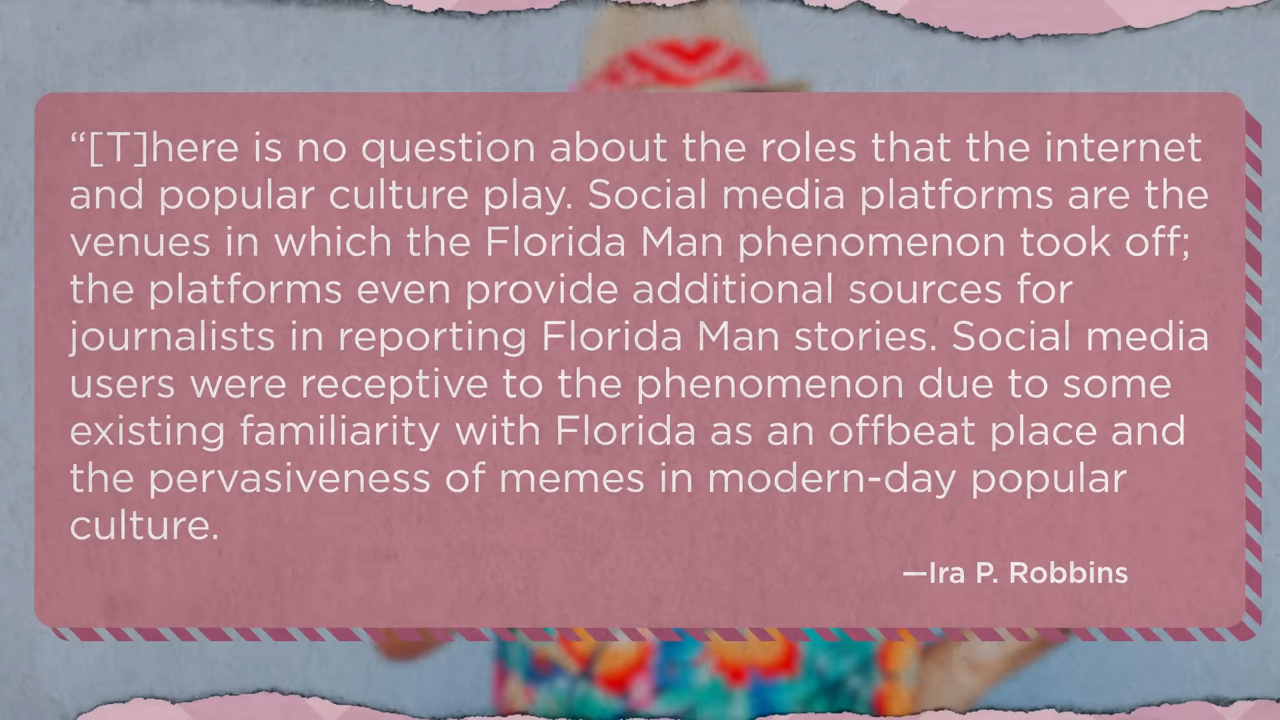 “[T]here is no question about the roles that the internet
and popular culture play. Social media platforms are the
venues in which the Florida Man phenomenon took off;
the platforms even provide additional sources for
journalists in reporting Florida Man stories. Social media
users were receptive to the phenomenon due to some
existing familiarity with Florida as an offbeat place and
the pervasiveness of memes in modern-day popular
culture.
—Ira P. Robbins